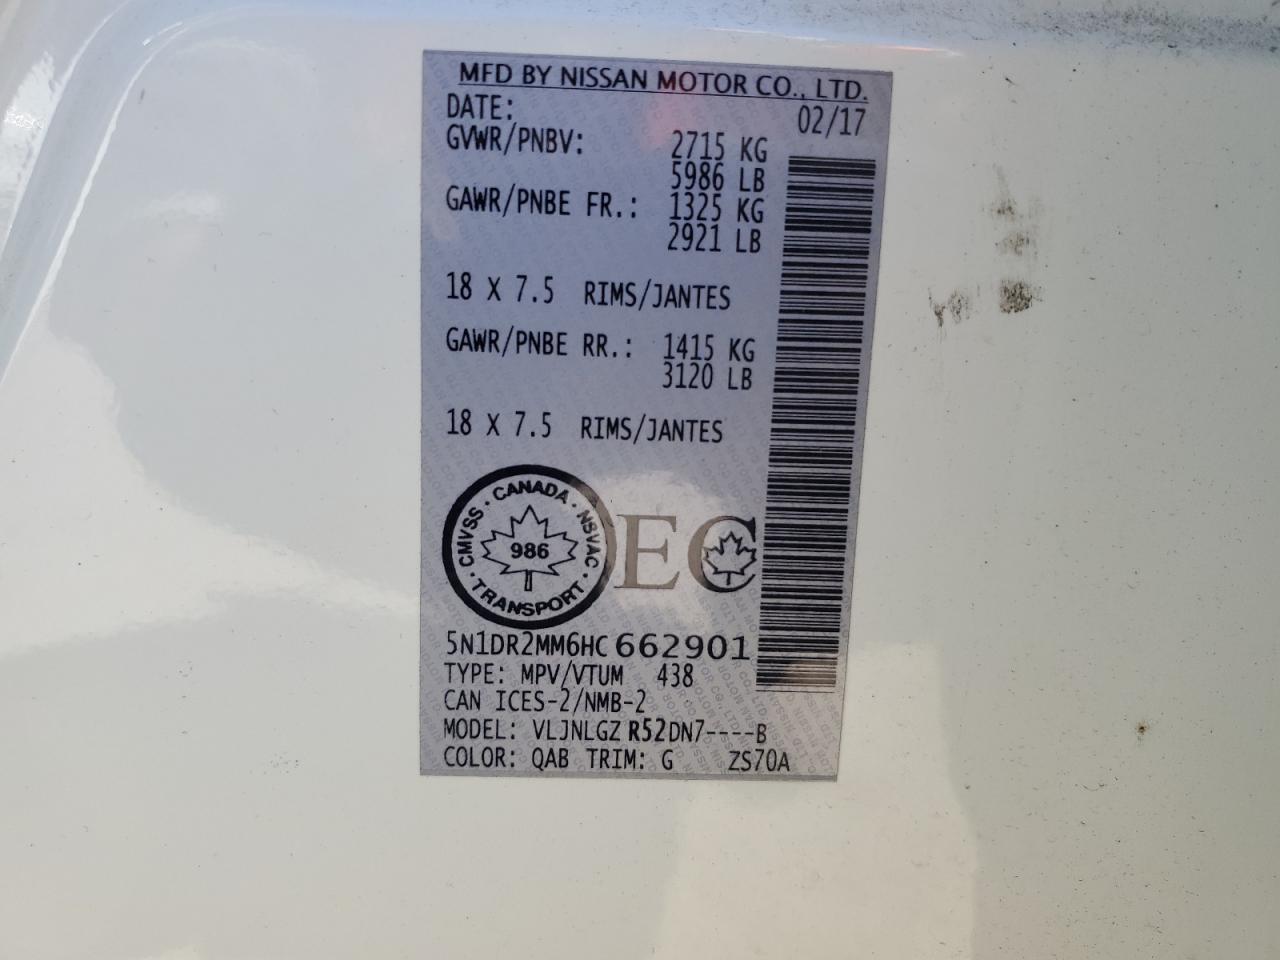 MFD BY NISSAN MOTOR CO., LTD.
DATE: 02/17
GVWR/PNBV: 2715 KG
5986 LB
GAWR/PNBE FR.: 1325 KG
2921 LB
18 X 7.5 RIMS/JANTES
GAWR/PNBE RR.: 1415 KG
3120 LB
18 X 7.5 RIMS/JANTES
CMVSS · CANADA · NSVAC · TRANSPORT ·
986
EC
5N1DR2MM6HC662901
TYPE: MPV/VTUM 438
CAN ICES-2/NMB-2
MODEL: VLJNLGZ R52DN7----B
COLOR: QAB TRIM: G ZS70A